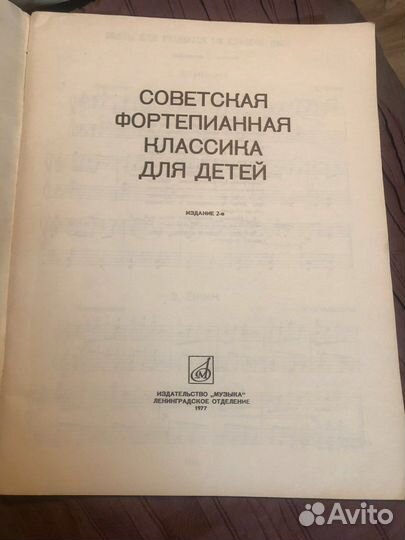 СОВЕТСКАЯ
ФОРТЕПИАННАЯ
КЛАССИКА
ДЛЯ ДЕТЕЙ
ИЗДАНИЕ 2-е
ИЗДАТЕЛЬСТВО „МУЗЫКА"
ЛЕНИНГРАДСКОЕ ОТДЕЛЕНИЕ
1977
Avito